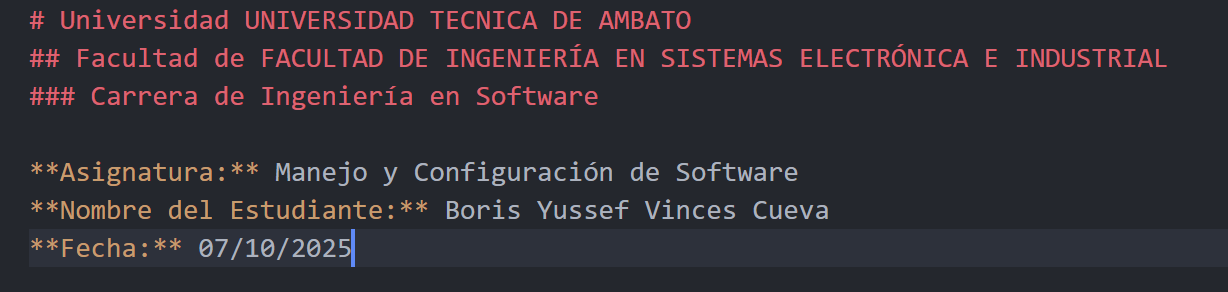 # Universidad UNIVERSIDAD TECNICA DE AMBATO
## Facultad de FACULTAD DE INGENIERÍA EN SISTEMAS ELECTRÓNICA E INDUSTRIAL
### Carrera de Ingeniería en Software
**Asignatura:** Manejo y Configuración de Software
**Nombre del Estudiante:** Boris Yussef Vinces Cueva
**Fecha:** 07/10/2025